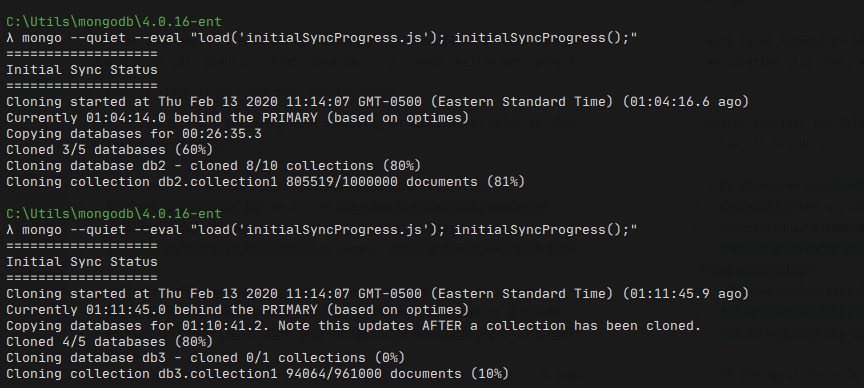 C:\Utils\mongodb\4.0.16-ent
λ mongo --quiet --eval "load('initialSyncProgress.js'); initialSyncProgress();"
===================
Initial Sync Status
===================
Cloning started at Thu Feb 13 2020 11:14:07 GMT-0500 (Eastern Standard Time) (01:04:16.6 ago)
Currently 01:04:14.0 behind the PRIMARY (based on optimes)
Copying databases for 00:26:35.3
Cloned 3/5 databases (60%)
Cloning database db2 - cloned 8/10 collections (80%)
Cloning collection db2.collection1 805519/1000000 documents (81%)
C:\Utils\mongodb\4.0.16-ent
λ mongo --quiet --eval "load('initialSyncProgress.js'); initialSyncProgress();"
===================
Initial Sync Status
===================
Cloning started at Thu Feb 13 2020 11:14:07 GMT-0500 (Eastern Standard Time) (01:11:45.9 ago)
Currently 01:11:45.0 behind the PRIMARY (based on optimes)
Copying databases for 01:10:41.2. Note this updates AFTER a collection has been cloned.
Cloned 4/5 databases (80%)
Cloning database db3 - cloned 0/1 collections (0%)
Cloning collection db3.collection1 94064/961000 documents (10%)